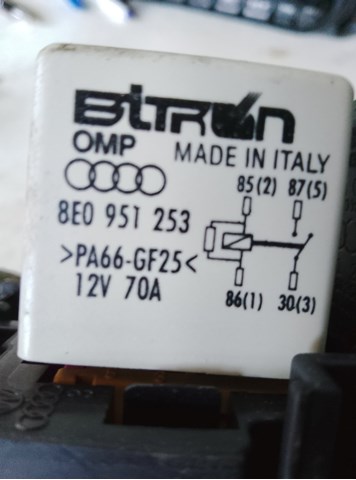 Bitron
OMP
MADE IN ITALY
85(2) 87(5)
8E0 951 253
>PA66-GF25<
12V 70A
86(1) 30(3)